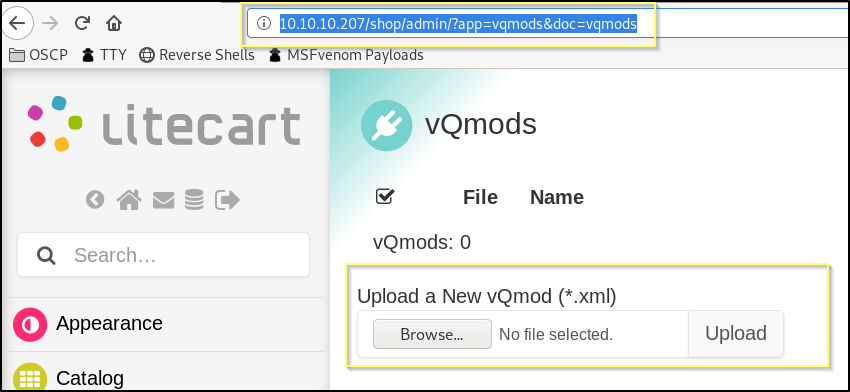 10.10.10.207/shop/admin/?app=vqmods&doc=vqmods
OSCP TTY Reverse Shells MSFvenom Payloads
Litecart
vQmods
File Name
vQmods: 0
Search...
Upload a New vQmod (*.xml)
Browse... No file selected. Upload
Appearance
Catalog